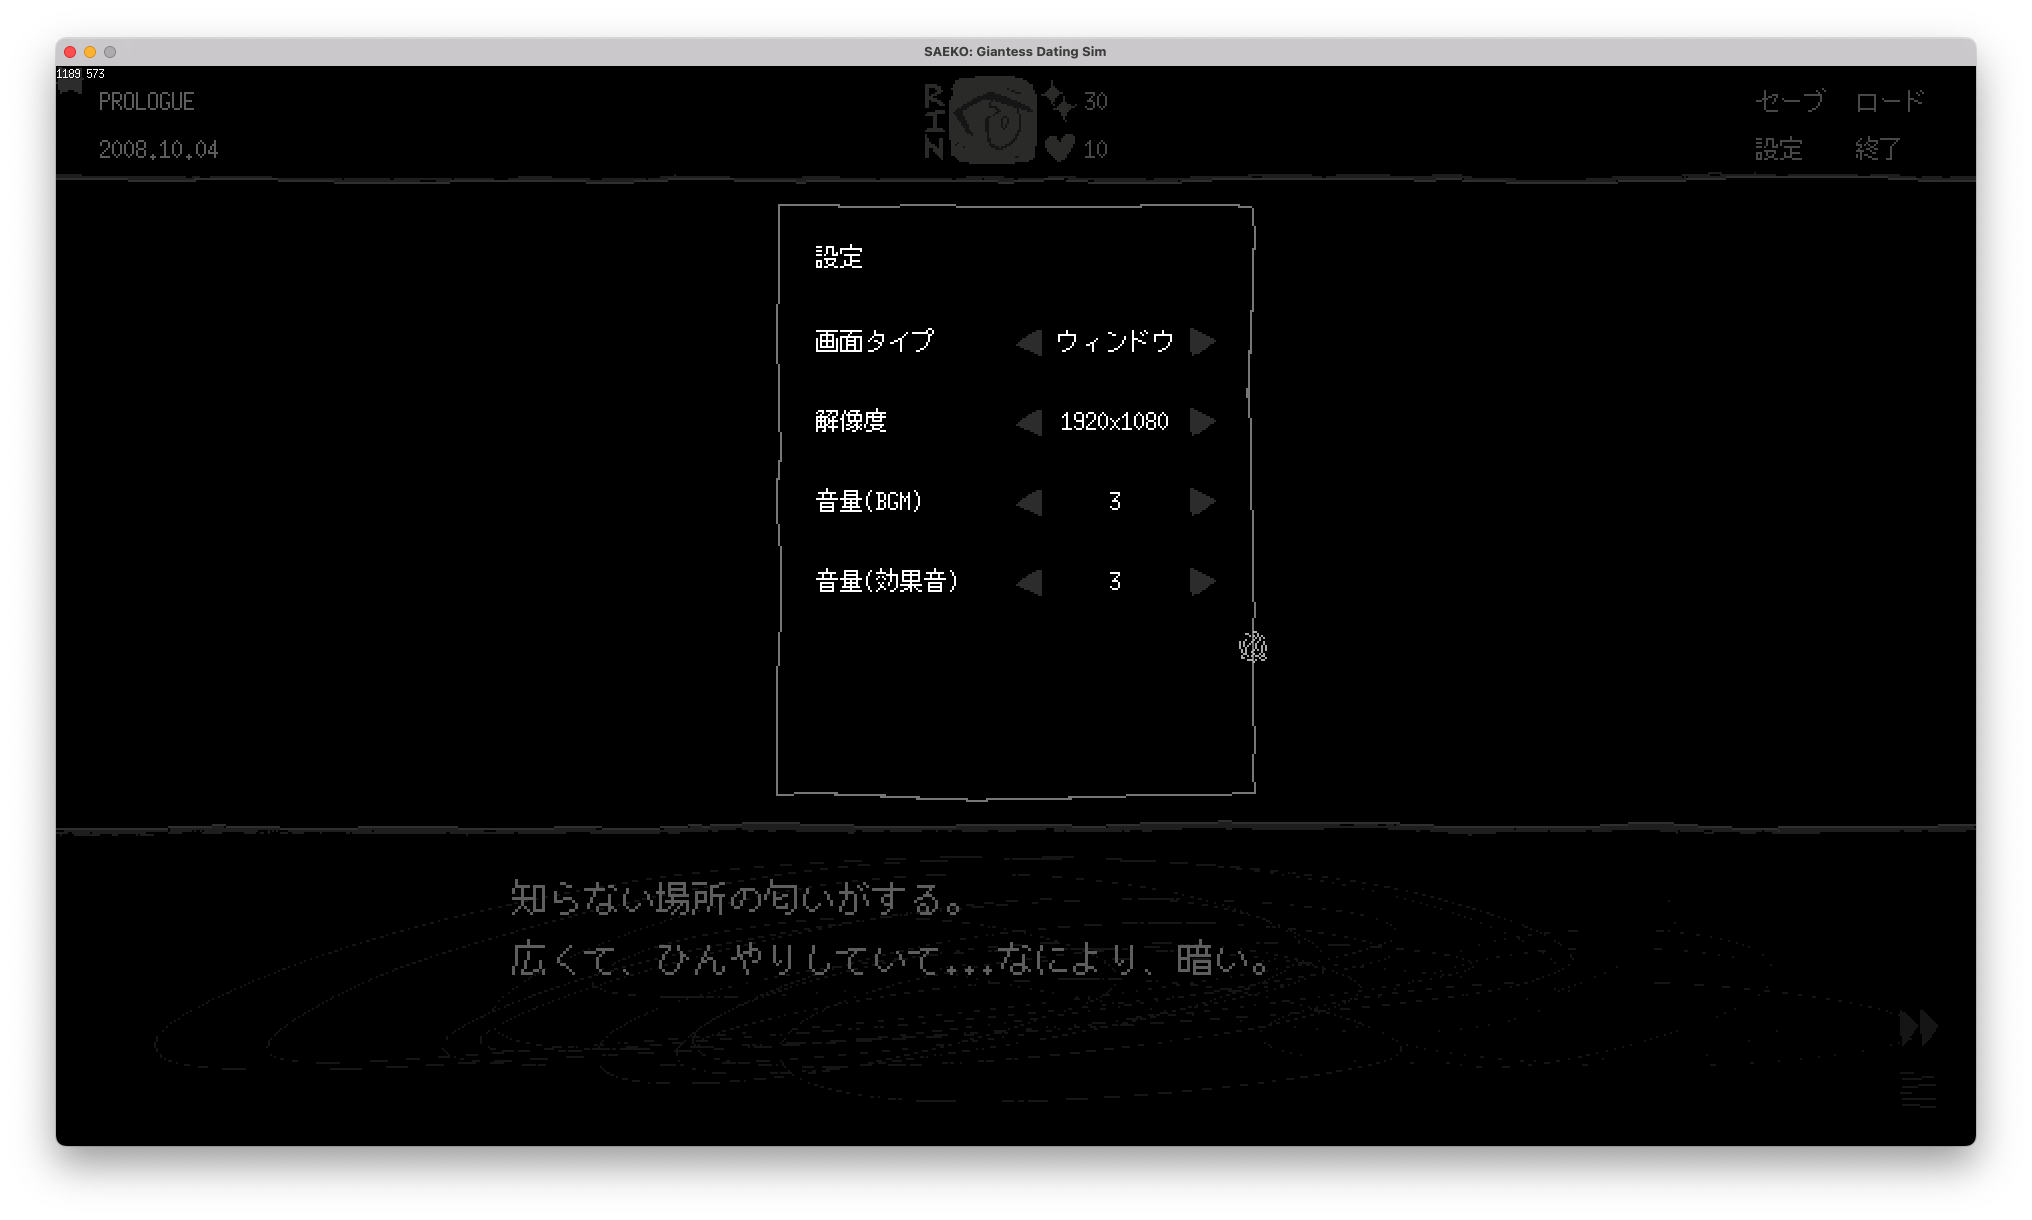 SAEKO: Giantess Dating Sim
1189 573
PROLOGUE
2008.10.04
RIN
30
10
セーブ ロード
設定 終了
設定
画面タイプ ウィンドウ
解像度 1920x1080
音量(BGM) 3
音量(効果音) 3
知らない場所の匂いがする。
広くて、ひんやりしていて...なにより、暗い。